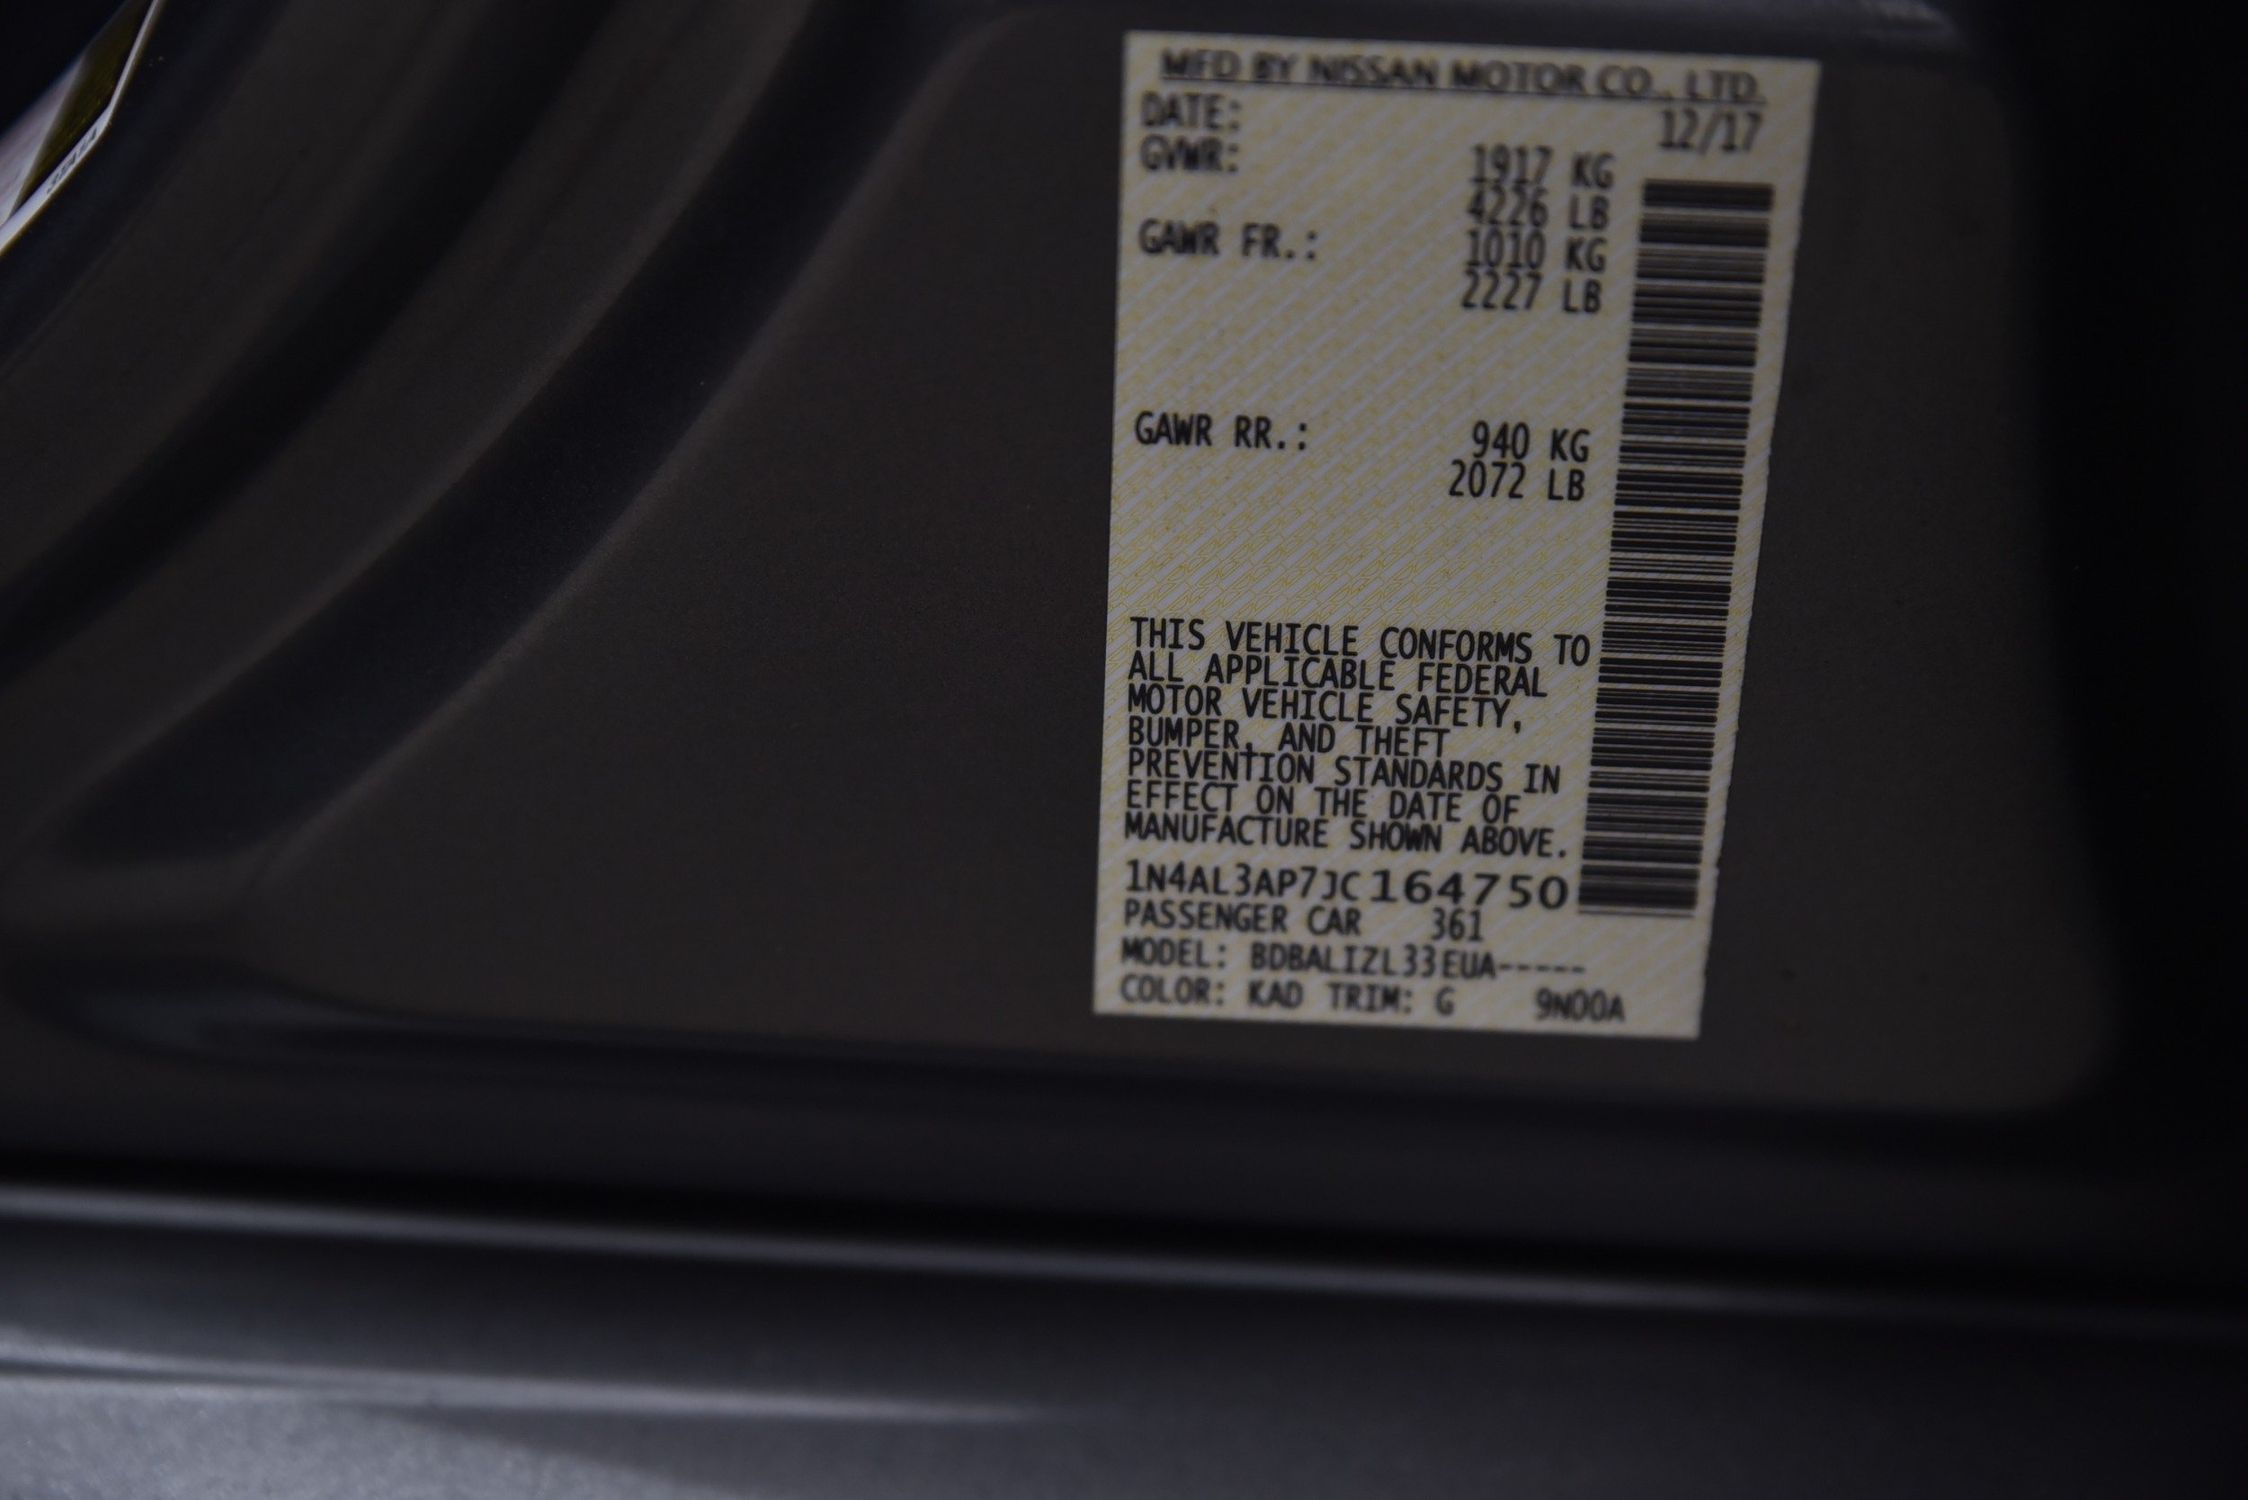 MFD BY NISSAN MOTOR CO., LTD.
DATE: 12/17
GVWR: 1917 KG
4226 LB
GAWR FR.: 1010 KG
2227 LB
GAWR RR.: 940 KG
2072 LB
THIS VEHICLE CONFORMS TO
ALL APPLICABLE FEDERAL
MOTOR VEHICLE SAFETY,
BUMPER, AND THEFT
PREVENTION STANDARDS IN
EFFECT ON THE DATE OF
MANUFACTURE SHOWN ABOVE.
1N4AL3AP7JC164750
PASSENGER CAR 361
MODEL: BDBALIZL33EUA-----
COLOR: KAD TRIM: G 9N00A